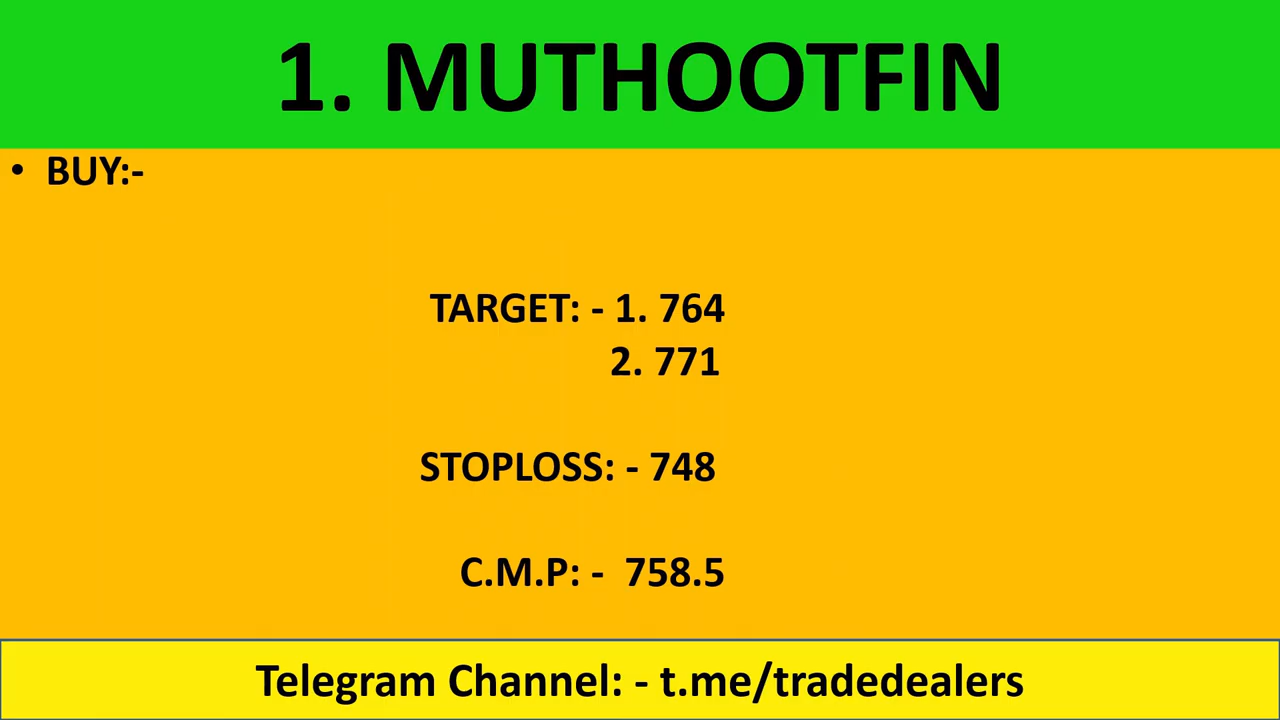 1. MUTHOOTFIN
• BUY:-
TARGET: - 1. 764
2. 771
STOPLOSS: - 748
C.M.P: - 758.5
Telegram Channel: - t.me/tradedealers